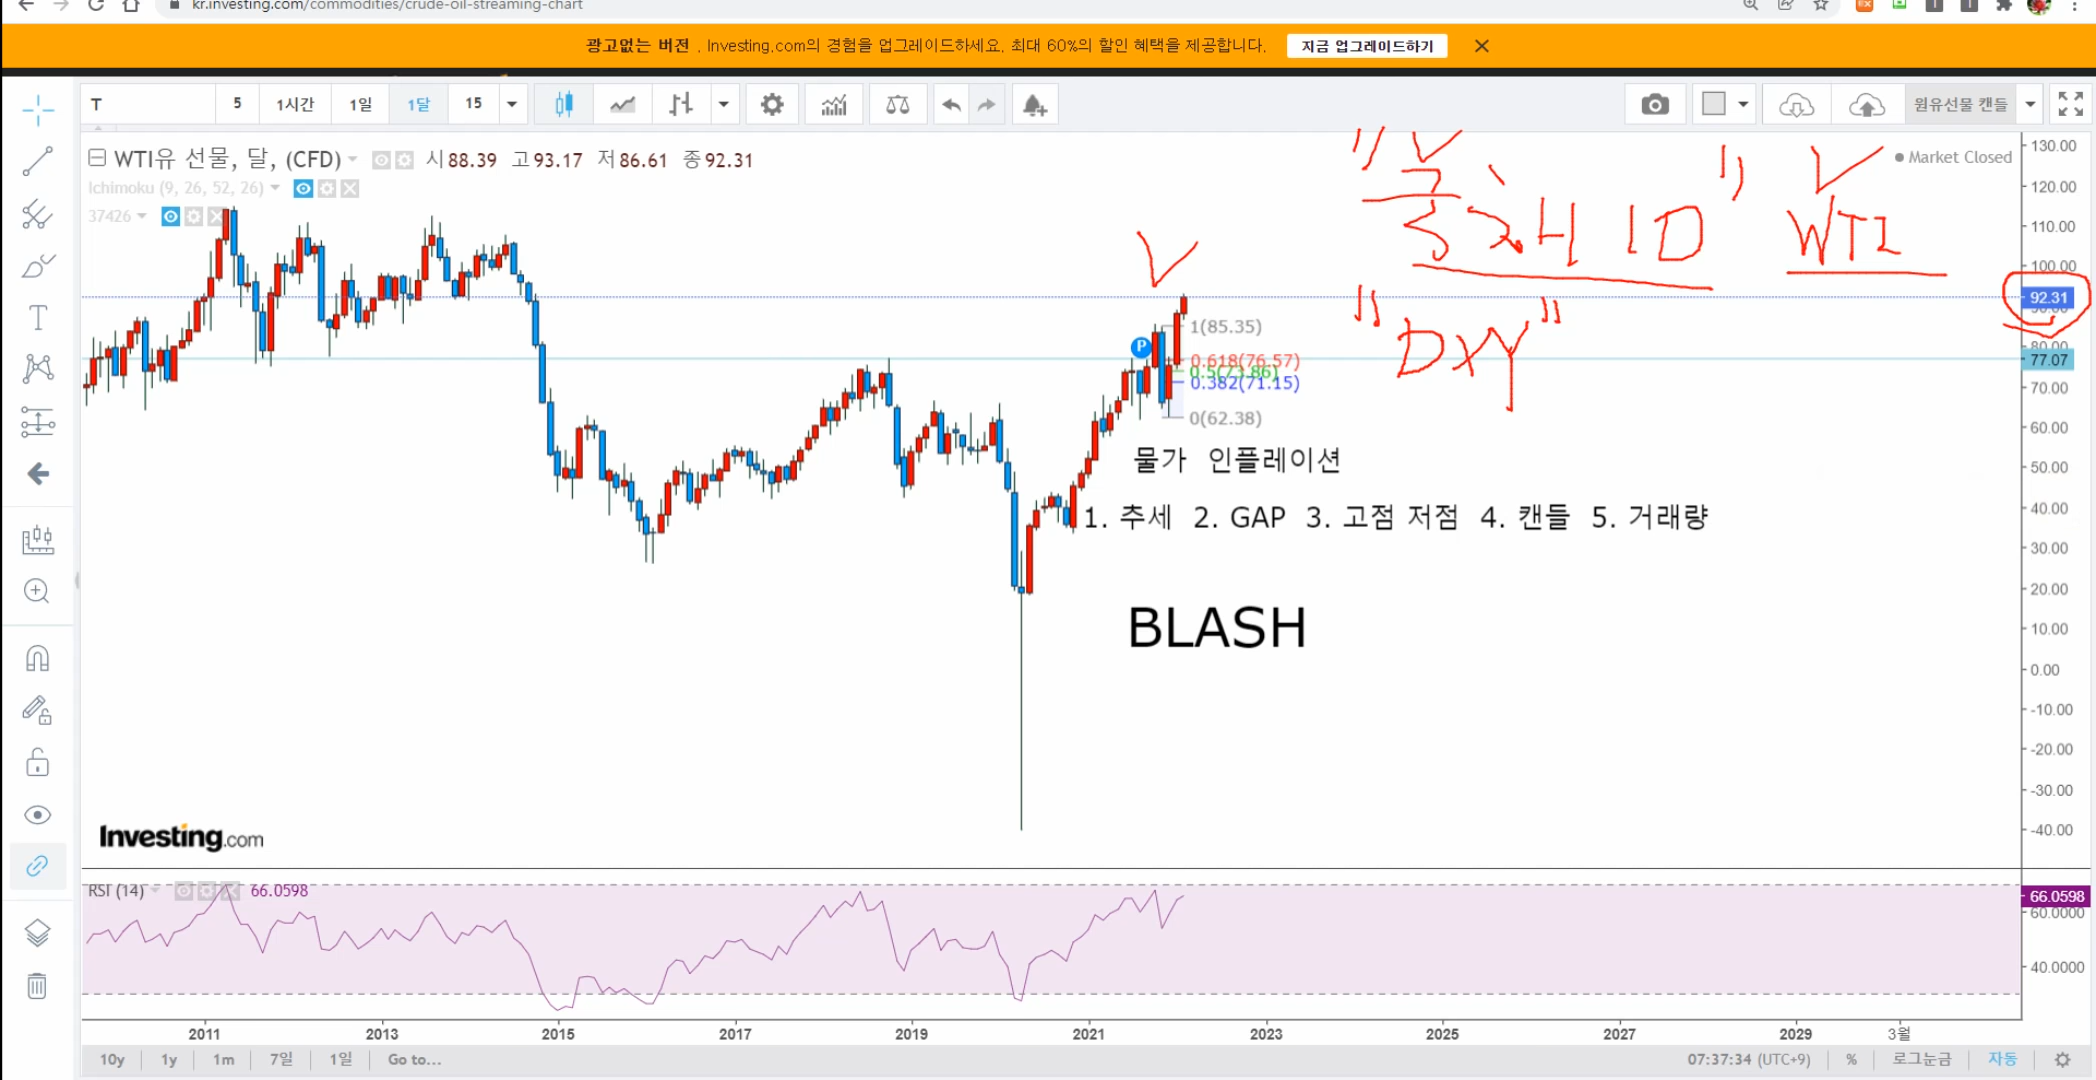 kr.investing.com/commodities/crude-oil-streaming-chart
광고없는 버전 . Investing.com의 경험을 업그레이드하세요. 최대 60%의 할인 혜택을 제공합니다. 지금 업그레이드하기
T 5 1시간 1일 1달 15 원유선물 캔들
WTI유 선물, 달, (CFD) 시88.39 고93.17 저86.61 종92.31
Market Closed
Ichimoku (9, 26, 52, 26)
37426
WTI
"DXY"
130.00
120.00
110.00
100.00
92.31
80.00
77.07
70.00
60.00
50.00
40.00
30.00
20.00
10.00
0.00
-10.00
-20.00
-30.00
-40.00
P
1(85.35)
0.618(76.57)
0.5(73.86)
0.382(71.15)
0(62.38)
물가 인플레이션
1. 추세 2. GAP 3. 고점 저점 4. 캔들 5. 거래량
BLASH
Investing.com
RSI (14) 66.0598
66.0598
60.0000
40.0000
2011 2013 2015 2017 2019 2021 2023 2025 2027 2029 3월
10y 1y 1m 7일 1일 Go to... 07:37:34 (UTC+9) % 로그눈금 자동